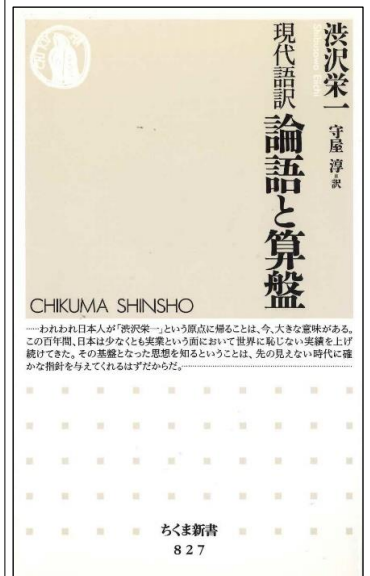 渋沢栄一
Shibusawa Eiichi
守屋 淳=訳
現代語訳
論語と算盤
CHIKUMA SHINSHO
……われわれ日本人が「渋沢栄一」という原点に帰ることは、今、大きな意味がある。
この百年間、日本は少なくとも実業という面において世界に恥じない実績を上げ
続けてきた。その基盤となった思想を知るということは、先の見えない時代に確
かな指針を与えてくれるはずだからだ。……
ちくま新書
827